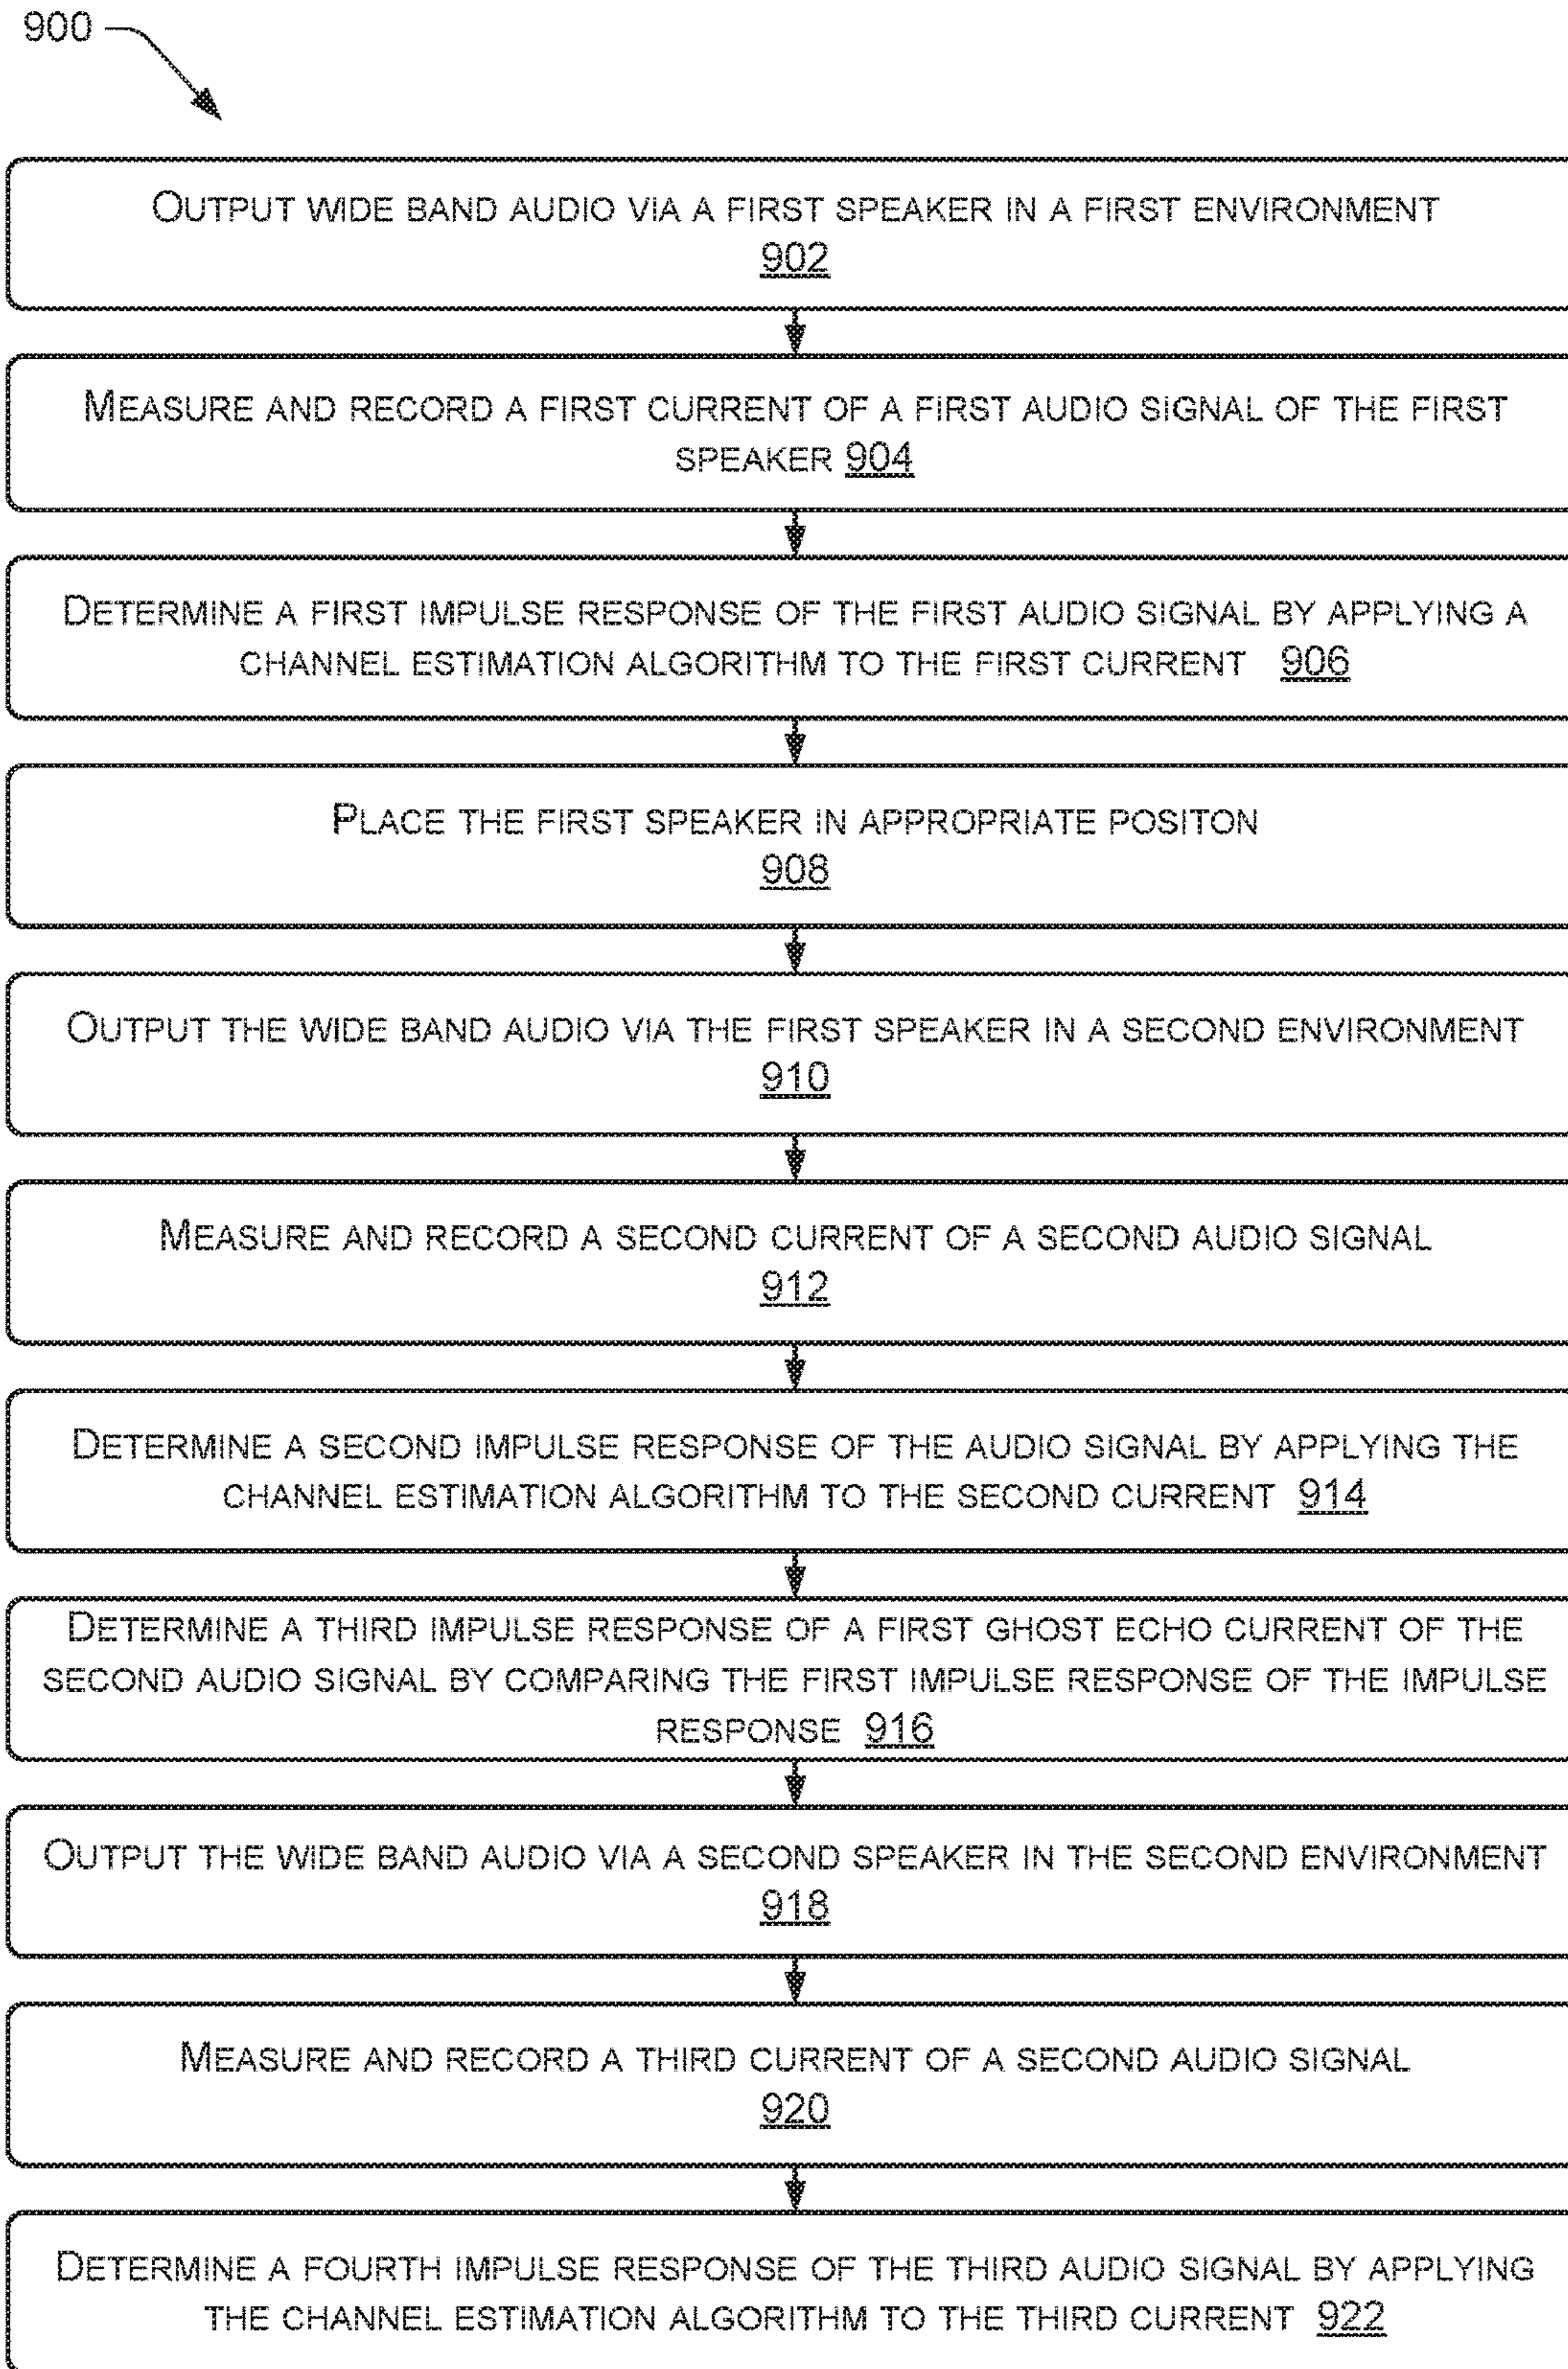 900
OUTPUT WIDE BAND AUDIO VIA A FIRST SPEAKER IN A FIRST ENVIRONMENT
902
MEASURE AND RECORD A FIRST CURRENT OF A FIRST AUDIO SIGNAL OF THE FIRST
SPEAKER 904
DETERMINE A FIRST IMPULSE RESPONSE OF THE FIRST AUDIO SIGNAL BY APPLYING A
CHANNEL ESTIMATION ALGORITHM TO THE FIRST CURRENT 906
PLACE THE FIRST SPEAKER IN APPROPRIATE POSITON
908
OUTPUT THE WIDE BAND AUDIO VIA THE FIRST SPEAKER IN A SECOND ENVIRONMENT
910
MEASURE AND RECORD A SECOND CURRENT OF A SECOND AUDIO SIGNAL
912
DETERMINE A SECOND IMPULSE RESPONSE OF THE AUDIO SIGNAL BY APPLYING THE
CHANNEL ESTIMATION ALGORITHM TO THE SECOND CURRENT 914
DETERMINE A THIRD IMPULSE RESPONSE OF A FIRST GHOST ECHO CURRENT OF THE
SECOND AUDIO SIGNAL BY COMPARING THE FIRST IMPULSE RESPONSE OF THE IMPULSE
RESPONSE 916
OUTPUT THE WIDE BAND AUDIO VIA A SECOND SPEAKER IN THE SECOND ENVIRONMENT
918
MEASURE AND RECORD A THIRD CURRENT OF A SECOND AUDIO SIGNAL
920
DETERMINE A FOURTH IMPULSE RESPONSE OF THE THIRD AUDIO SIGNAL BY APPLYING
THE CHANNEL ESTIMATION ALGORITHM TO THE THIRD CURRENT 922